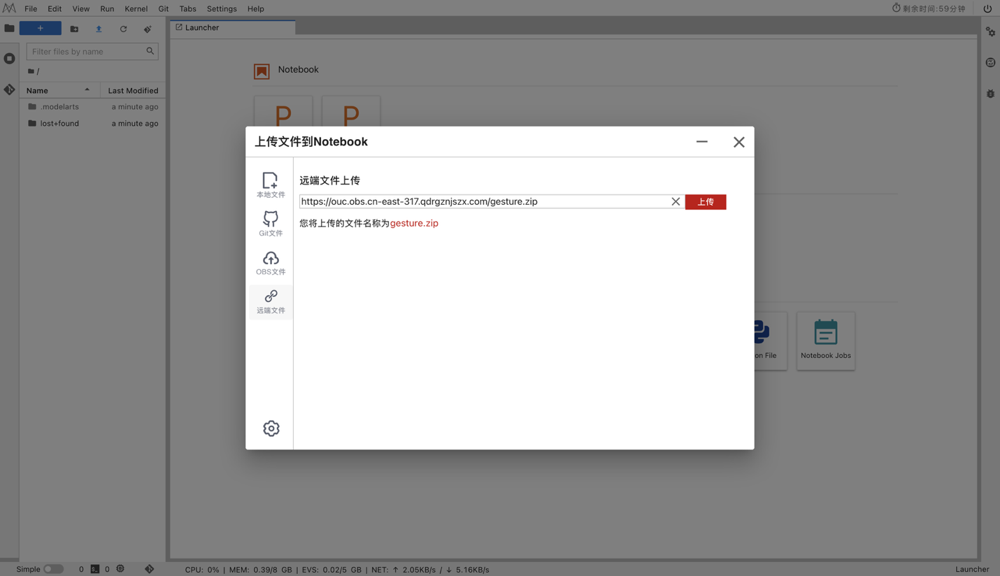 File Edit View Run Kernel Git Tabs Settings Help
剩余时间:59分钟
Launcher
Filter files by name
/
Name Last Modified
.modelarts a minute ago
lost+found a minute ago
Notebook
P P
上传文件到Notebook
本地文件
Git文件
OBS文件
远端文件
远端文件上传
https://ouc.obs.cn-east-317.qdrgznjszx.com/gesture.zip
上传
您将上传的文件名称为gesture.zip
on File
Notebook Jobs
Simple 0 $_ 0
CPU: 0% | MEM: 0.39/8 GB | EVS: 0.02/5 GB | NET: ↑ 2.05KB/s / ↓ 5.16KB/s
Launcher